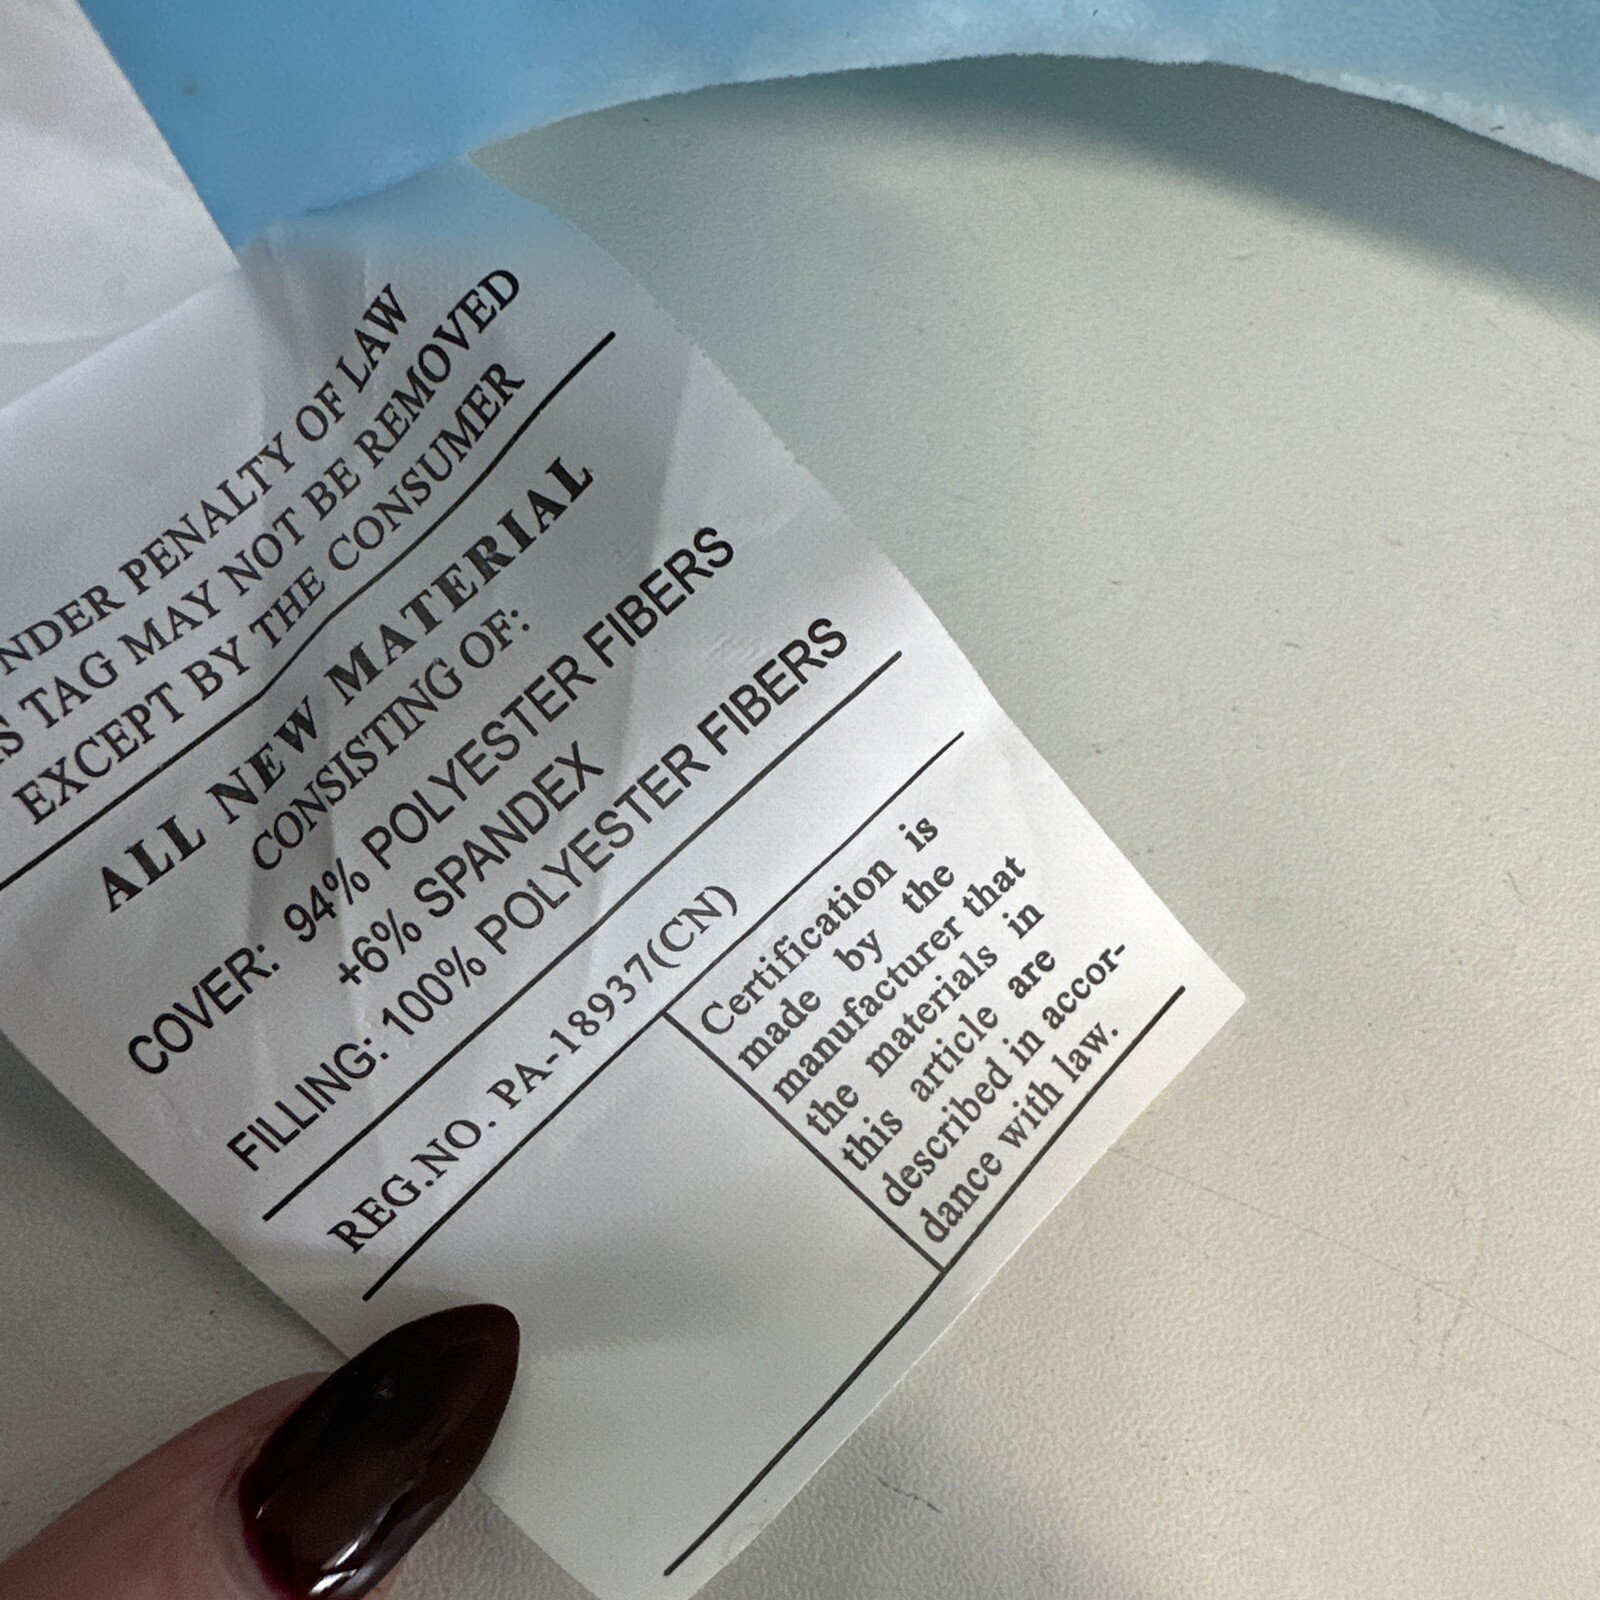 NDER PENALTY OF LAW
S TAG MAY NOT BE REMOVED
EXCEPT BY THE CONSUMER
ALL NEW MATERIAL
CONSISTING OF:
COVER: 94% POLYESTER FIBERS
+6% SPANDEX
FILLING: 100% POLYESTER FIBERS
REG.NO. PA-18937(CN)
Certification is
made by the
manufacturer that
the materials in
this article are
described in accor-
dance with law.